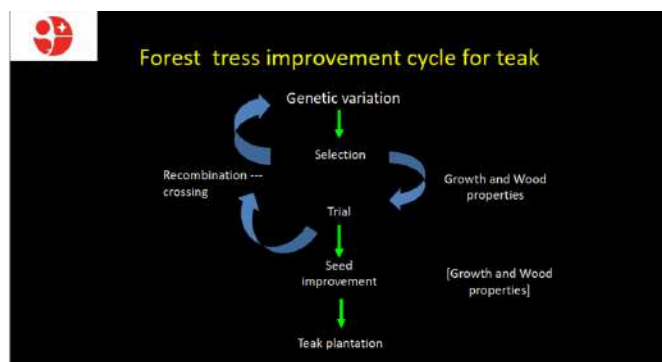 Forest tress improvement cycle for teak
Genetic variation
Selection
Recombination ---
crossing
Growth and Wood
properties
Trial
Seed
improvement
[Growth and Wood
properties]
Teak plantation